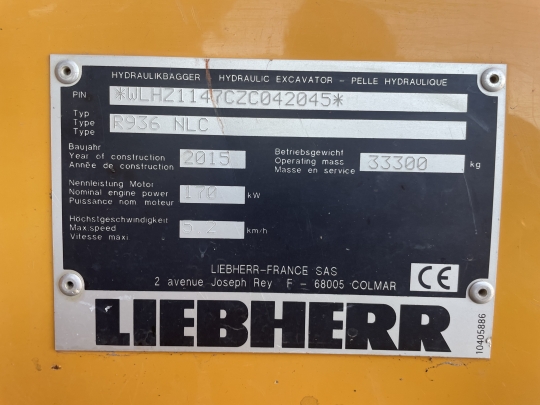 HYDRAULIKBAGGER - HYDRAULIC EXCAVATOR - PELLE HYDRAULIQUE
PIN *WLHZ1147CZC042045*
Typ
Type R936 NLC
Type
Baujahr
Year of construction 2015
Année de construction
Betriebsgewicht
Operating mass 33300 kg
Masse en service
Nennleistung Motor
Nominal engine power 170 kW
Puissance nom moteur
Höchstgeschwindigkeit
Max.speed 5,2 km/h
Vitesse maxi
LIEBHERR-FRANCE SAS
2 avenue Joseph Rey F - 68005 COLMAR
CE
LIEBHERR
10405886